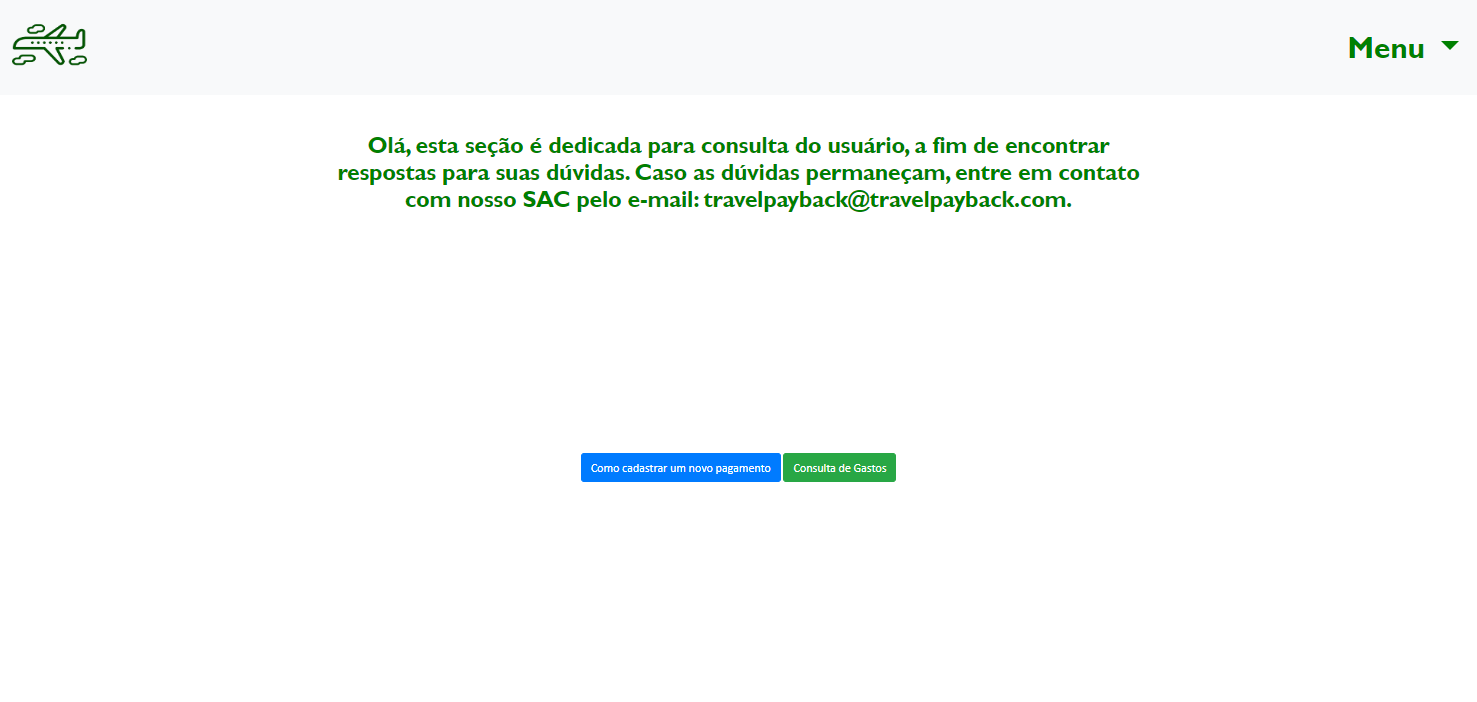 Menu
Olá, esta seção é dedicada para consulta do usuário, a fim de encontrar
respostas para suas dúvidas. Caso as dúvidas permaneçam, entre em contato
com nosso SAC pelo e-mail: travelpayback@travelpayback.com.
Como cadastrar um novo pagamento Consulta de Gastos